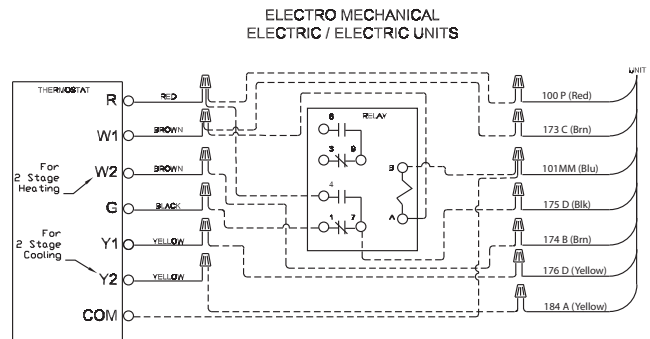 ELECTRO MECHANICAL
ELECTRIC / ELECTRIC UNITS
UNIT
THERMOSTAT
R
RED
100 P (Red)
6
RELAY
W1
BROWN
173 C (Brn)
3
9
For
2 Stage
Heating
W2
BROWN
B
101MM (Blu)
4
G
BLACK
175 D (Blk)
1
7
A
For
2 Stage
Cooling
Y1
YELLOW
174 B (Brn)
Y2
YELLOW
176 D (Yellow)
184 A (Yellow)
COM